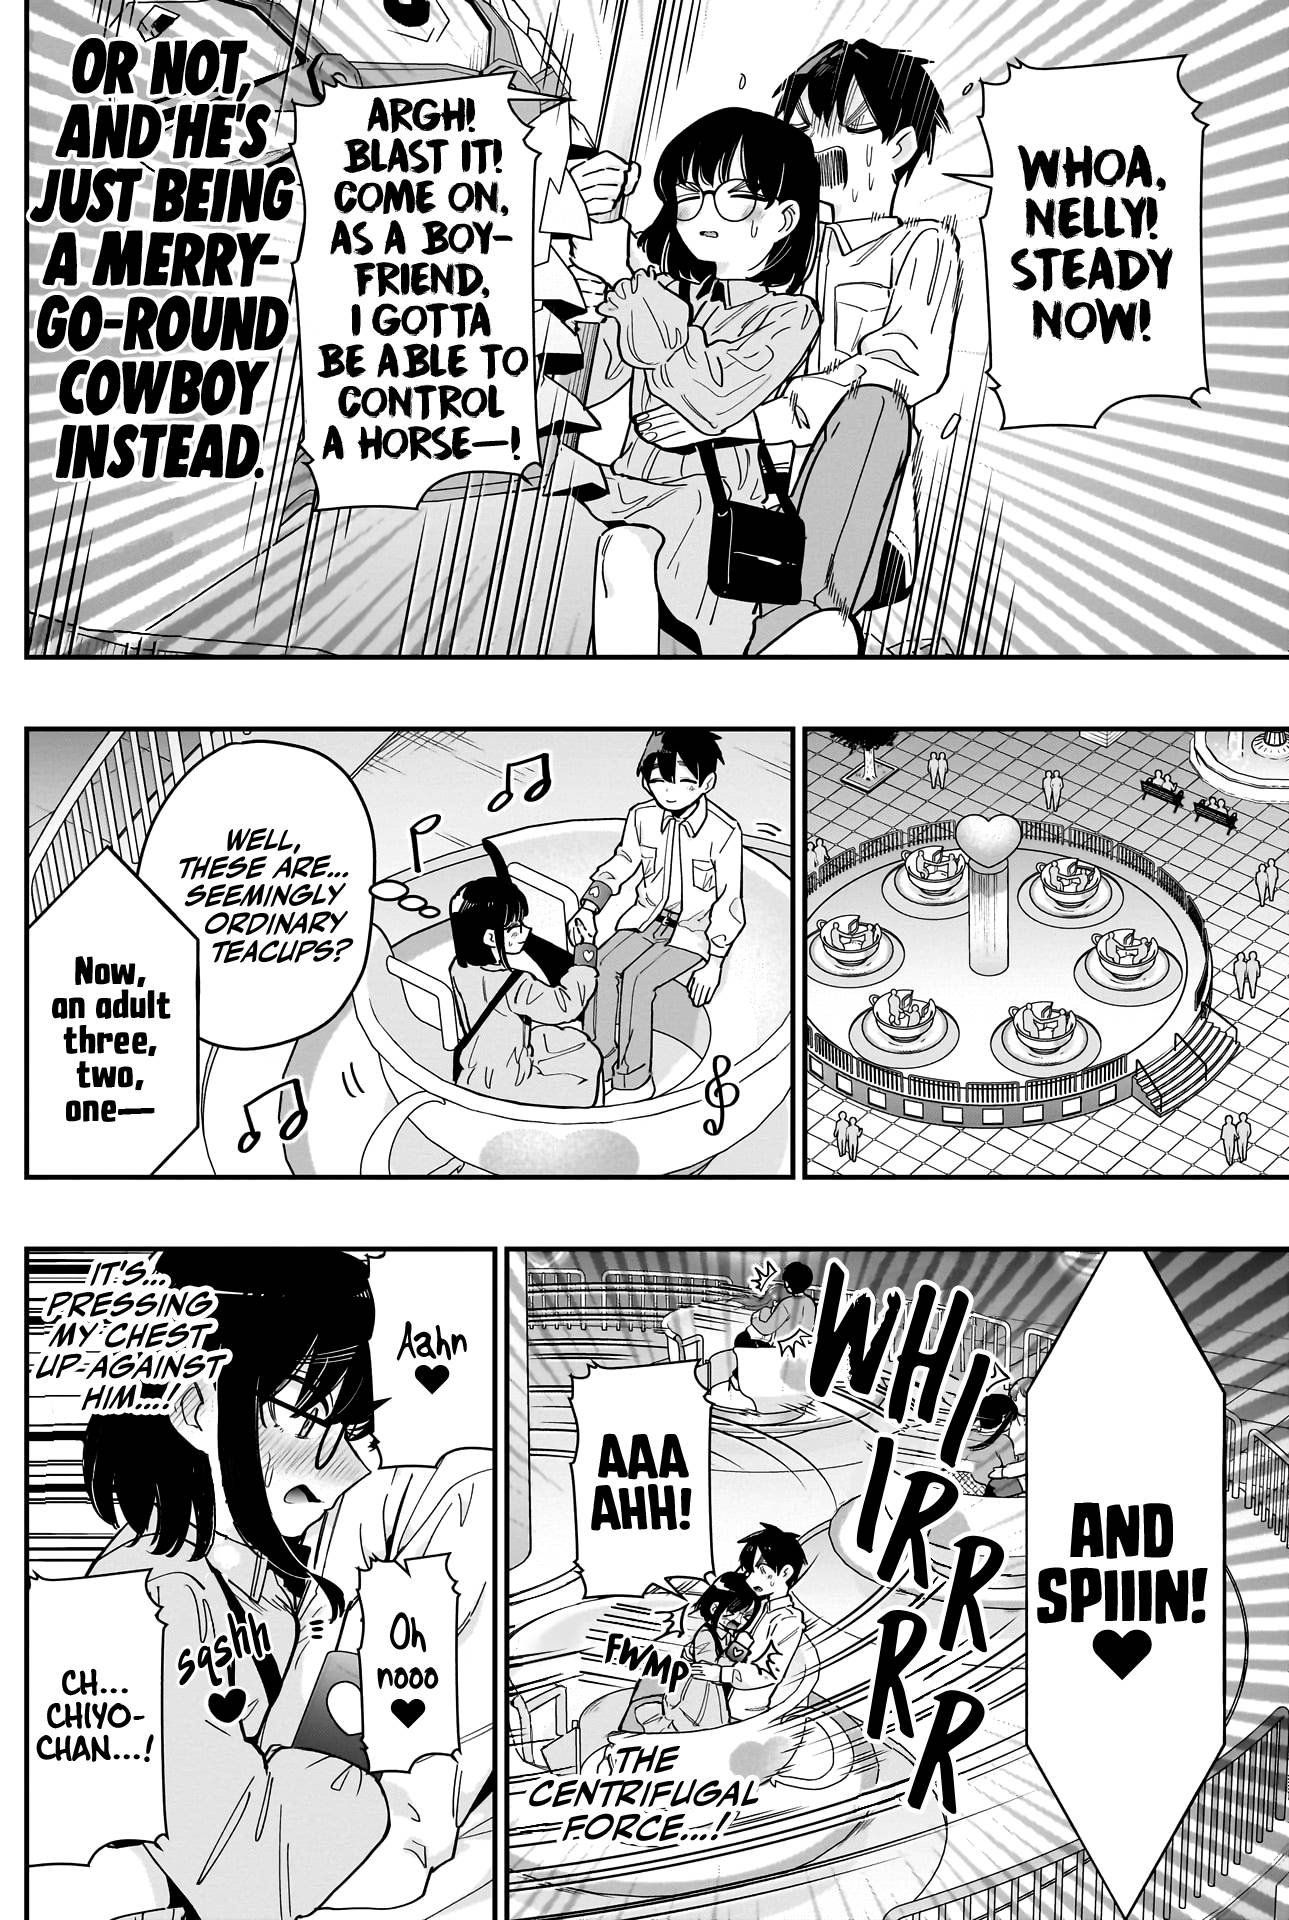 WHOA,
NELLY!
STEADY
NOW!
ARGH!
BLAST IT!
COME ON,
AS A BOY-
FRIEND,
I GOTTA
BE ABLE TO
CONTROL
A HORSE—!
OR NOT,
AND HE'S
JUST BEING
A MERRY-
GO-ROUND
COWBOY
INSTEAD.
WELL,
THESE ARE...
SEEMINGLY
ORDINARY
TEACUPS?
Now,
an adult
three,
two,
one—
AND
SPIIIN!
♥
WHIRRRR
IRRR
AAA
AHH!
FWMP
THE
CENTRIFUGAL
FORCE...!
Aahn
♥
IT'S...
PRESSING
MY CHEST
UP AGAINST
HIM...!
Oh
nooo
♥
sqshh
♥
CH...
CHIYO-
CHAN...!